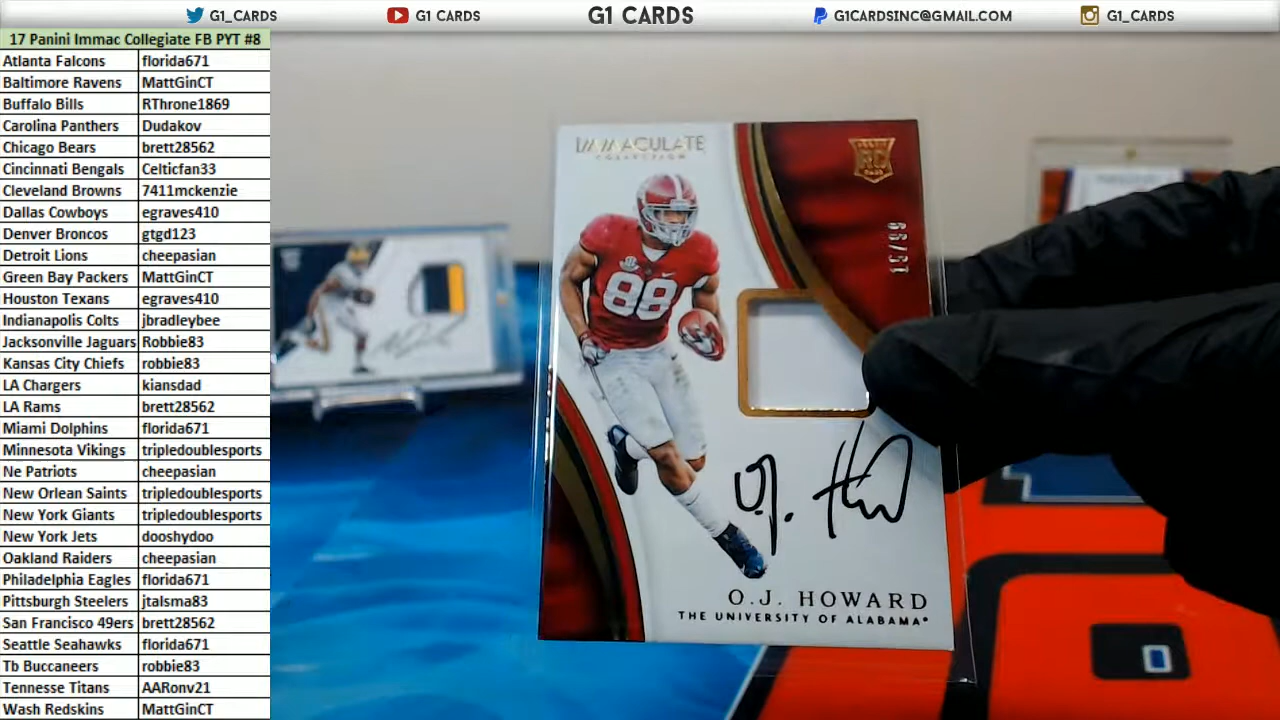 G1_CARDS
G1 CARDS
G1 CARDS
G1CARDSINC@GMAIL.COM
G1_CARDS
17 Panini Immac Collegiate FB PYT #8
Atlanta Falcons florida671
Baltimore Ravens MattGinCT
Buffalo Bills RThrone1869
Carolina Panthers Dudakov
Chicago Bears brett28562
Cincinnati Bengals Celticfan33
Cleveland Browns 7411mckenzie
Dallas Cowboys egraves410
Denver Broncos gtgd123
Detroit Lions cheepasian
Green Bay Packers MattGinCT
Houston Texans egraves410
Indianapolis Colts jbradleybee
Jacksonville Jaguars Robbie83
Kansas City Chiefs robbie83
LA Chargers kiansdad
LA Rams brett28562
Miami Dolphins florida671
Minnesota Vikings tripledoublesports
Ne Patriots cheepasian
New Orlean Saints tripledoublesports
New York Giants tripledoublesports
New York Jets dooshydoo
Oakland Raiders cheepasian
Philadelphia Eagles florida671
Pittsburgh Steelers jtalsma83
San Francisco 49ers brett28562
Seattle Seahawks florida671
Tb Buccaneers robbie83
Tennesse Titans AARonv21
Wash Redskins MattGinCT
IMMACULATE
COLLECTION
RC
88
O.J. HOWARD
THE UNIVERSITY OF ALABAMA